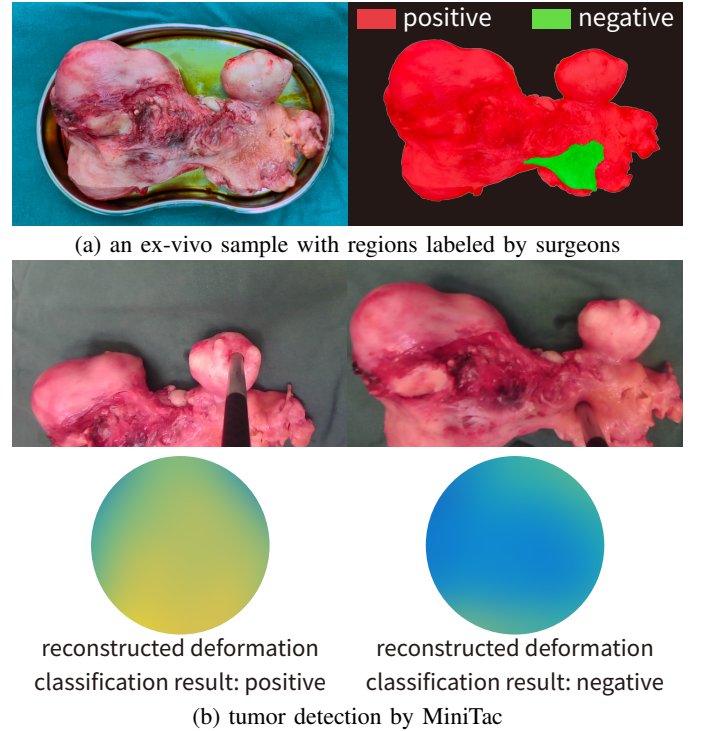 positive negative
(a) an ex-vivo sample with regions labeled by surgeons
reconstructed deformation reconstructed deformation
classification result: positive classification result: negative
(b) tumor detection by MiniTac